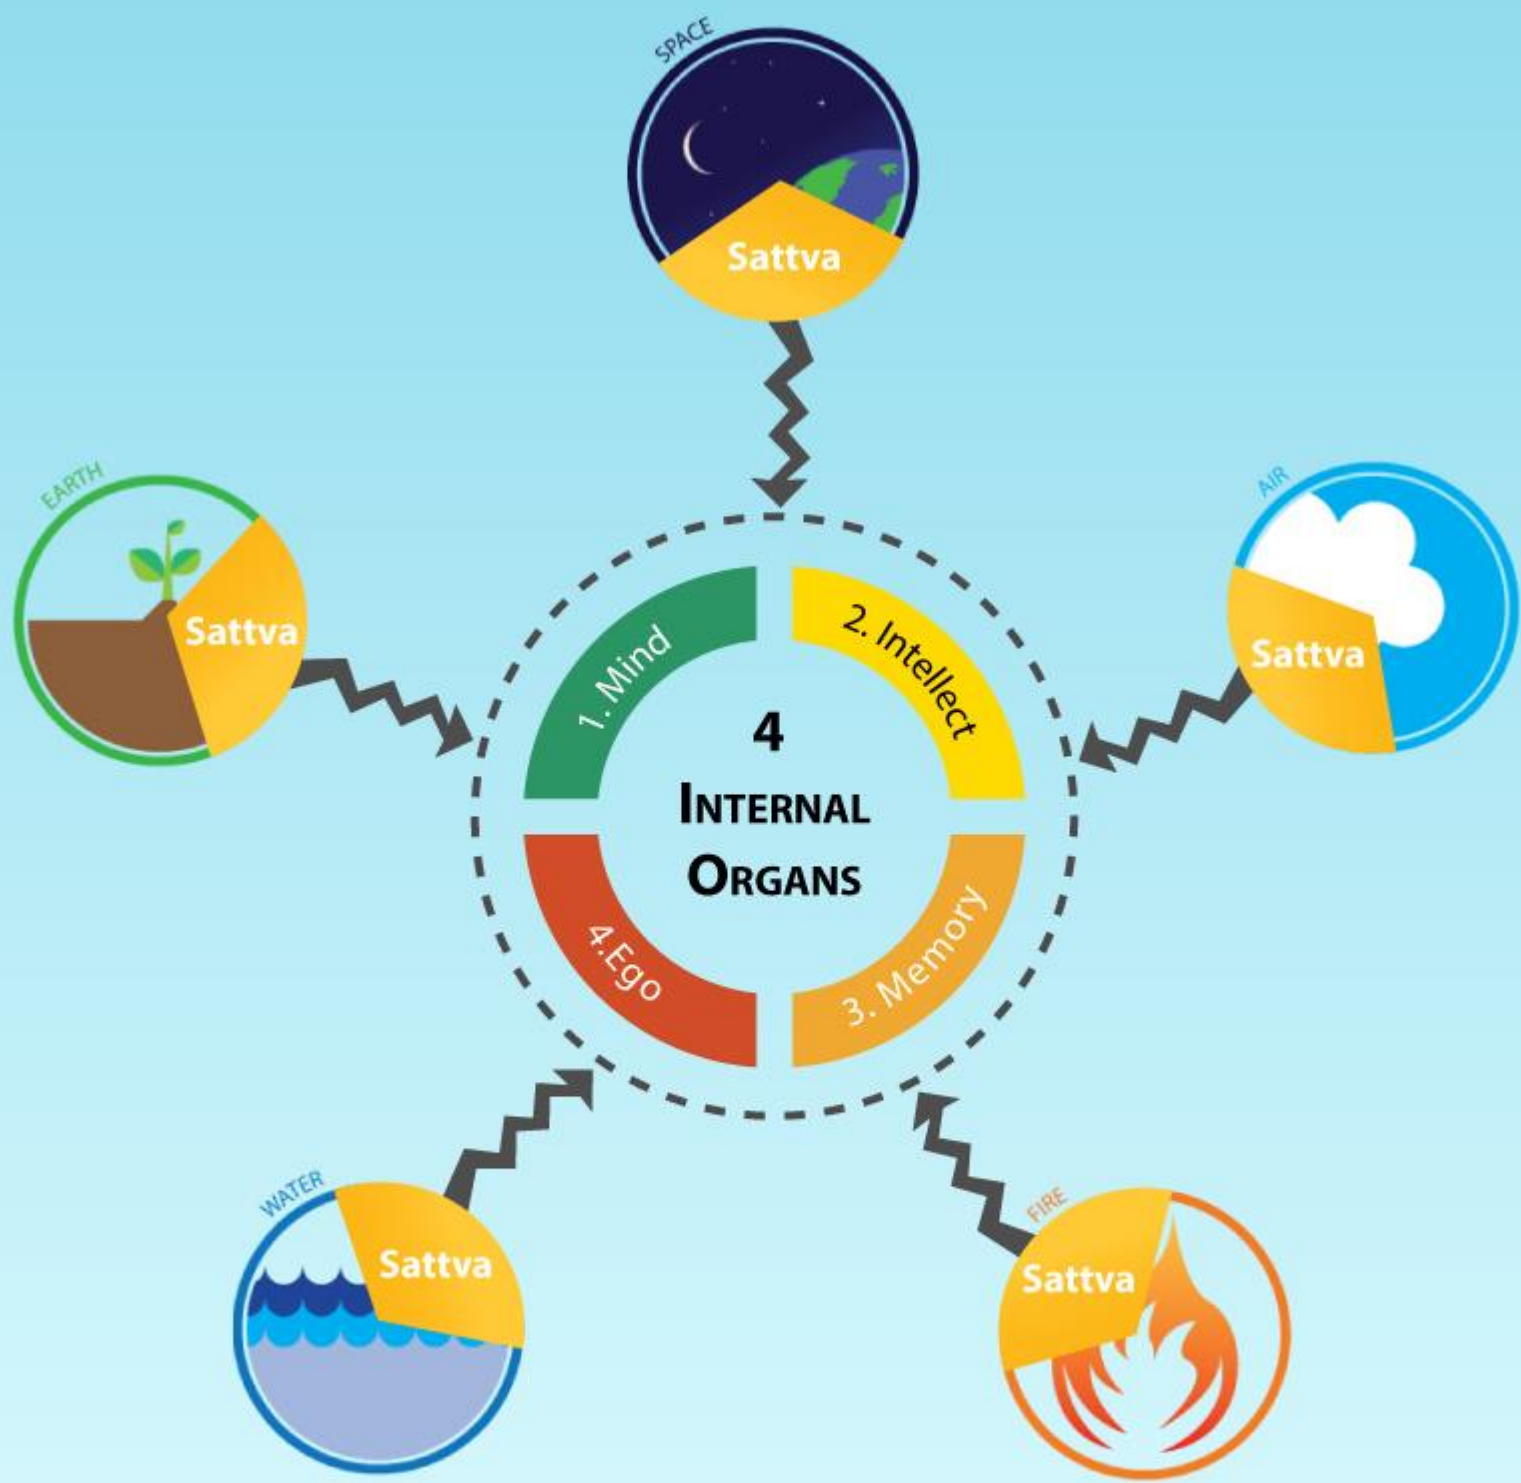 SPACE
Sattva
EARTH
Sattva
AIR
Sattva
1. Mind
2. Intellect
4
INTERNAL
ORGANS
4.Ego
3. Memory
WATER
Sattva
FIRE
Sattva